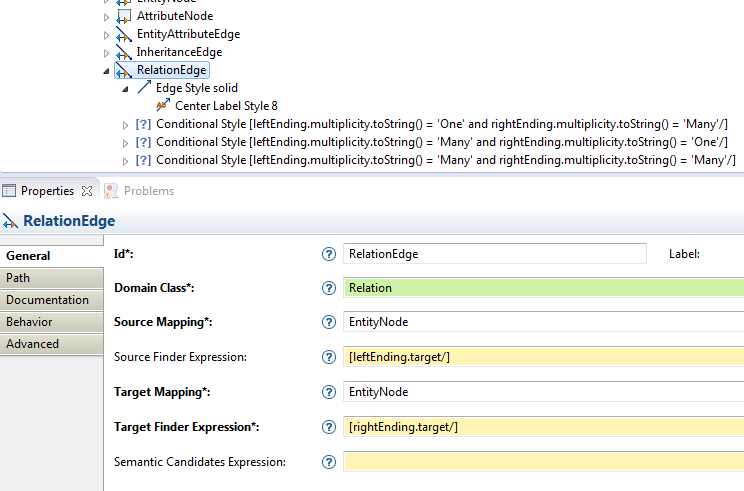 AttributeNode
EntityAttributeEdge
InheritanceEdge
RelationEdge
Edge Style solid
Center Label Style 8
[?] Conditional Style [leftEnding.multiplicity.toString() = 'One' and rightEnding.multiplicity.toString() = 'Many'/]
[?] Conditional Style [leftEnding.multiplicity.toString() = 'Many' and rightEnding.multiplicity.toString() = 'One'/]
[?] Conditional Style [leftEnding.multiplicity.toString() = 'Many' and rightEnding.multiplicity.toString() = 'Many'/]
Properties Problems
RelationEdge
General
Path
Documentation
Behavior
Advanced
Id*: ? RelationEdge Label:
Domain Class*: ? Relation
Source Mapping*: ? EntityNode
Source Finder Expression: ? [leftEnding.target/]
Target Mapping*: ? EntityNode
Target Finder Expression*: ? [rightEnding.target/]
Semantic Candidates Expression: ?